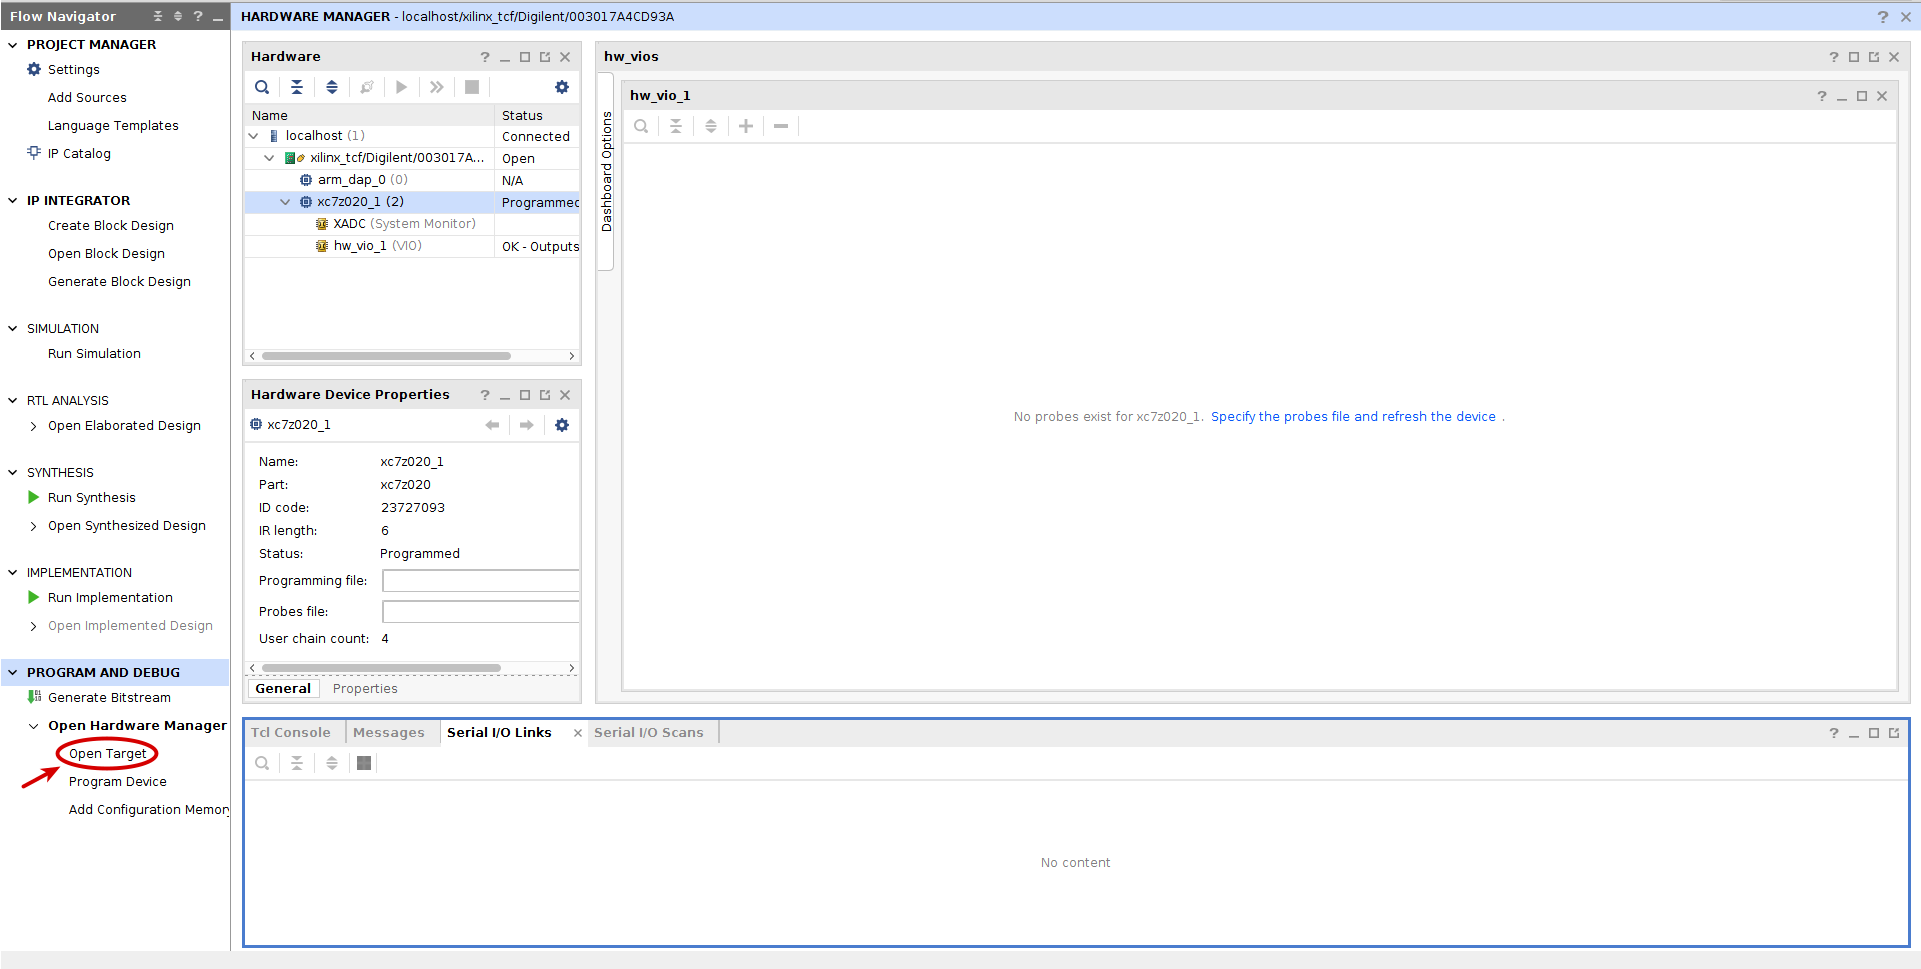 Flow Navigator
PROJECT MANAGER
Settings
Add Sources
Language Templates
IP Catalog
IP INTEGRATOR
Create Block Design
Open Block Design
Generate Block Design
SIMULATION
Run Simulation
RTL ANALYSIS
Open Elaborated Design
SYNTHESIS
Run Synthesis
Open Synthesized Design
IMPLEMENTATION
Run Implementation
Open Implemented Design
PROGRAM AND DEBUG
Generate Bitstream
Open Hardware Manager
Open Target
Program Device
Add Configuration Memory
HARDWARE MANAGER - localhost/xilinx_tcf/Digilent/003017A4CD93A
Hardware
Name Status
localhost (1) Connected
xilinx_tcf/Digilent/003017A... Open
arm_dap_0 (0) N/A
xc7z020_1 (2) Programmed
XADC (System Monitor)
hw_vio_1 (VIO) OK - Outputs
Hardware Device Properties
xc7z020_1
Name: xc7z020_1
Part: xc7z020
ID code: 23727093
IR length: 6
Status: Programmed
Programming file:
Probes file:
User chain count: 4
General Properties
hw_vios
Dashboard Options
hw_vio_1
No probes exist for xc7z020_1. Specify the probes file and refresh the device .
Tcl Console Messages Serial I/O Links Serial I/O Scans
No content